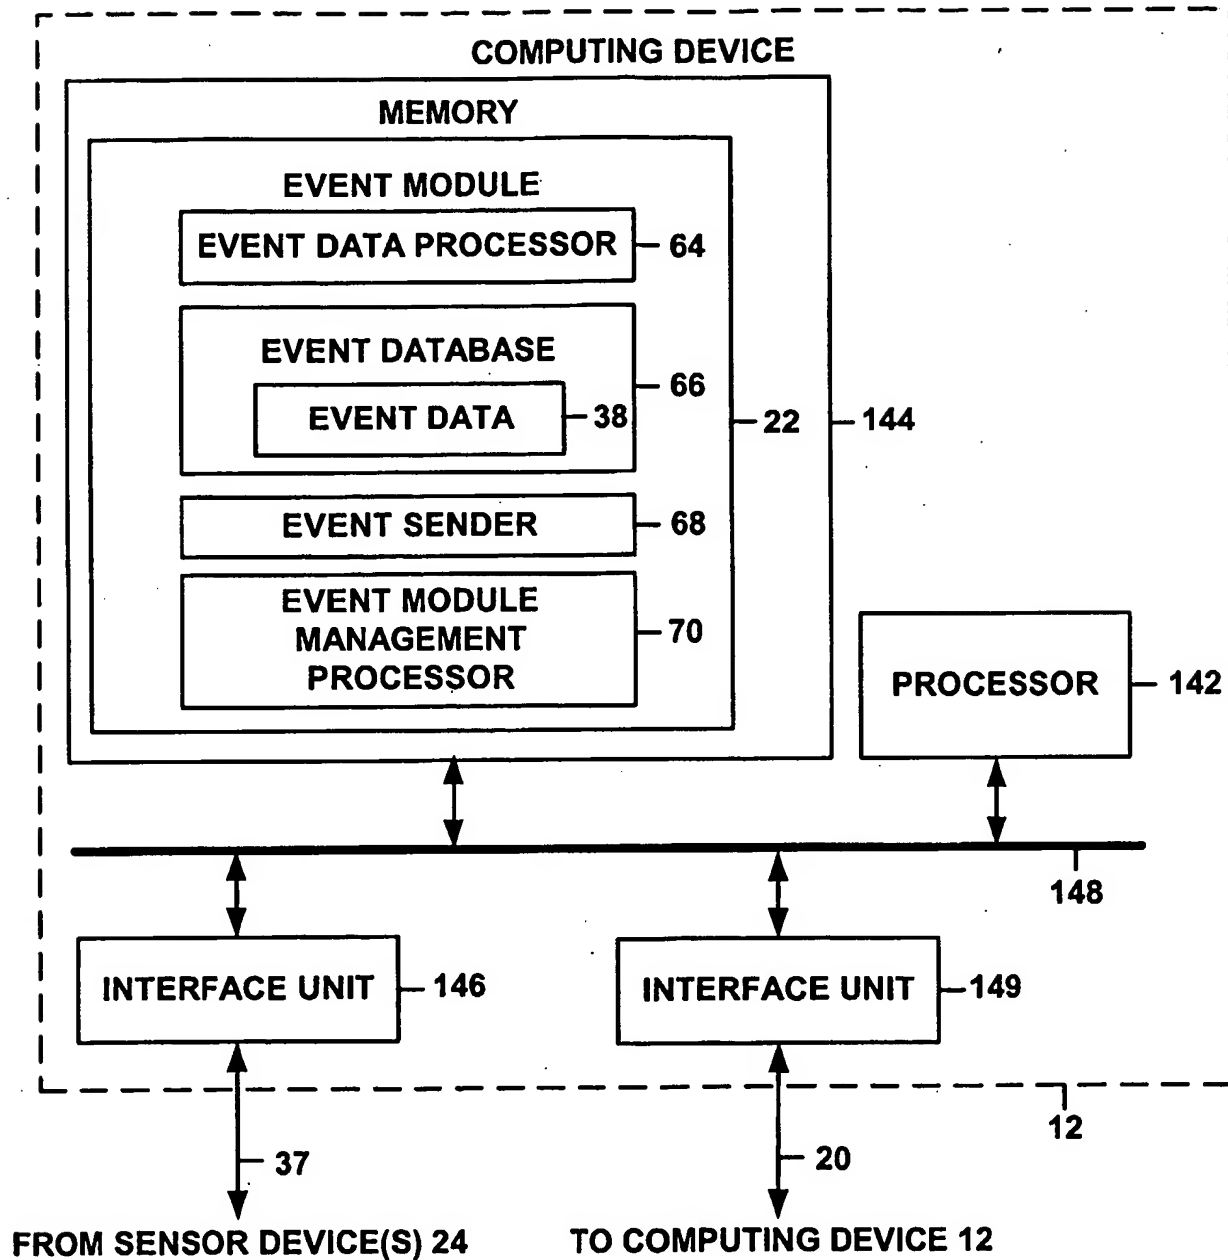 COMPUTING DEVICE
MEMORY
EVENT MODULE
EVENT DATA PROCESSOR
64
EVENT DATABASE
66
EVENT DATA
38
22
144
EVENT SENDER
68
EVENT MODULE
MANAGEMENT
PROCESSOR
70
PROCESSOR
142
148
INTERFACE UNIT
146
INTERFACE UNIT
149
12
37
20
FROM SENSOR DEVICE(S) 24
TO COMPUTING DEVICE 12